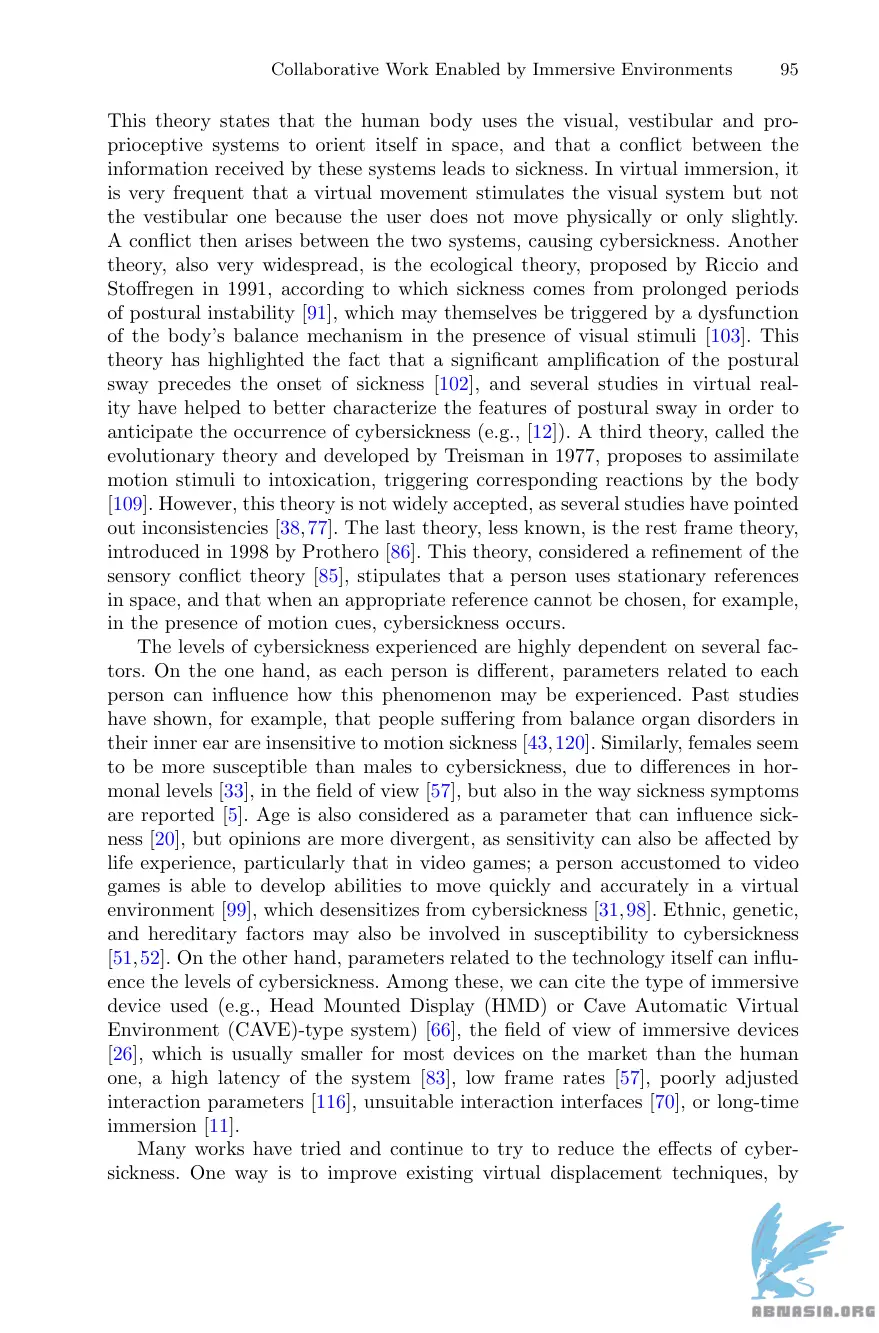 Collaborative Work Enabled by Immersive Environments 95
This theory states that the human body uses the visual, vestibular and pro-
prioceptive systems to orient itself in space, and that a conflict between the
information received by these systems leads to sickness. In virtual immersion, it
is very frequent that a virtual movement stimulates the visual system but not
the vestibular one because the user does not move physically or only slightly.
A conflict then arises between the two systems, causing cybersickness. Another
theory, also very widespread, is the ecological theory, proposed by Riccio and
Stoffregen in 1991, according to which sickness comes from prolonged periods
of postural instability [91], which may themselves be triggered by a dysfunction
of the body's balance mechanism in the presence of visual stimuli [103]. This
theory has highlighted the fact that a significant amplification of the postural
sway precedes the onset of sickness [102], and several studies in virtual real-
ity have helped to better characterize the features of postural sway in order to
anticipate the occurrence of cybersickness (e.g., [12]). A third theory, called the
evolutionary theory and developed by Treisman in 1977, proposes to assimilate
motion stimuli to intoxication, triggering corresponding reactions by the body
[109]. However, this theory is not widely accepted, as several studies have pointed
out inconsistencies [38,77]. The last theory, less known, is the rest frame theory,
introduced in 1998 by Prothero [86]. This theory, considered a refinement of the
sensory conflict theory [85], stipulates that a person uses stationary references
in space, and that when an appropriate reference cannot be chosen, for example,
in the presence of motion cues, cybersickness occurs.
The levels of cybersickness experienced are highly dependent on several fac-
tors. On the one hand, as each person is different, parameters related to each
person can influence how this phenomenon may be experienced. Past studies
have shown, for example, that people suffering from balance organ disorders in
their inner ear are insensitive to motion sickness [43,120]. Similarly, females seem
to be more susceptible than males to cybersickness, due to differences in hor-
monal levels [33], in the field of view [57], but also in the way sickness symptoms
are reported [5]. Age is also considered as a parameter that can influence sick-
ness [20], but opinions are more divergent, as sensitivity can also be affected by
life experience, particularly that in video games; a person accustomed to video
games is able to develop abilities to move quickly and accurately in a virtual
environment [99], which desensitizes from cybersickness [31,98]. Ethnic, genetic,
and hereditary factors may also be involved in susceptibility to cybersickness
[51,52]. On the other hand, parameters related to the technology itself can influ-
ence the levels of cybersickness. Among these, we can cite the type of immersive
device used (e.g., Head Mounted Display (HMD) or Cave Automatic Virtual
Environment (CAVE)-type system) [66], the field of view of immersive devices
[26], which is usually smaller for most devices on the market than the human
one, a high latency of the system [83], low frame rates [57], poorly adjusted
interaction parameters [116], unsuitable interaction interfaces [70], or long-time
immersion [11].
Many works have tried and continue to try to reduce the effects of cyber-
sickness. One way is to improve existing virtual displacement techniques, by
ABNASIA.ORG